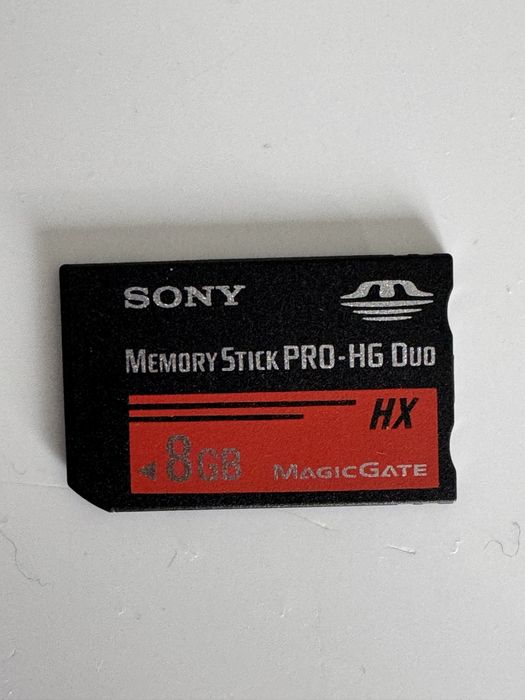 SONY
MEMORY STICK PRO-HG DUO
HX
8GB MAGICGATE